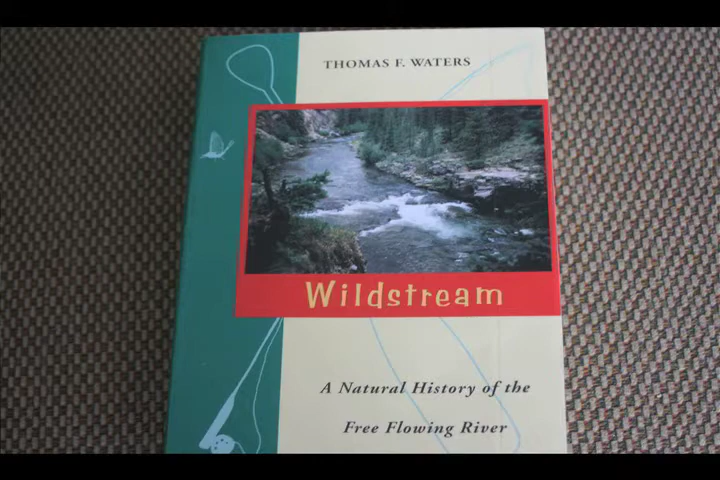 THOMAS F. WATERS
Wildstream
A Natural History of the
Free Flowing River